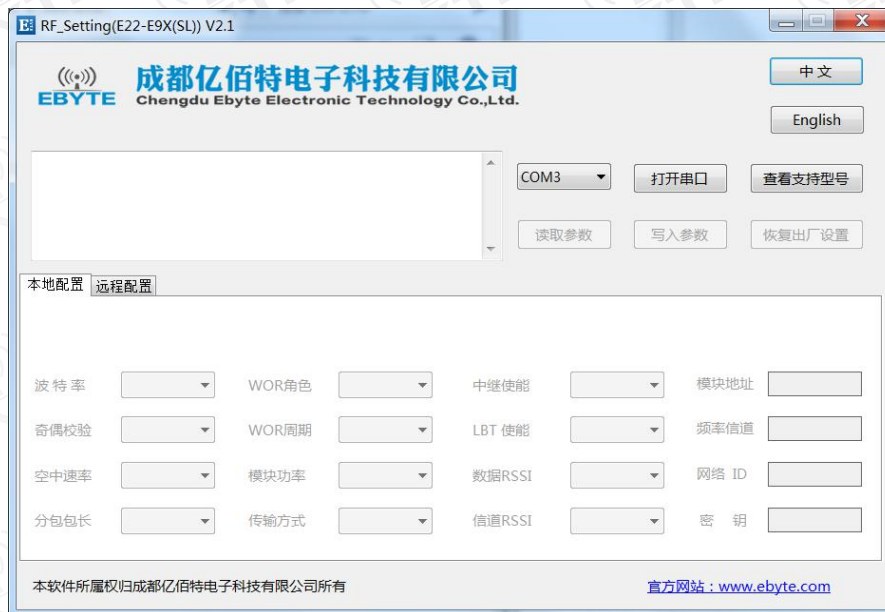 RF_Setting(E22-E9X(SL)) V2.1
EBYTE
成都亿佰特电子科技有限公司
Chengdu Ebyte Electronic Technology Co.,Ltd.
中文
English
COM3 打开串口 查看支持型号
读取参数 写入参数 恢复出厂设置
本地配置 远程配置
波特率 WOR角色 中继使能 模块地址
奇偶校验 WOR周期 LBT 使能 频率信道
空中速率 模块功率 数据RSSI 网络 ID
分包包长 传输方式 信道RSSI 密 钥
本软件所属权归成都亿佰特电子科技有限公司所有 官方网站：www.ebyte.com